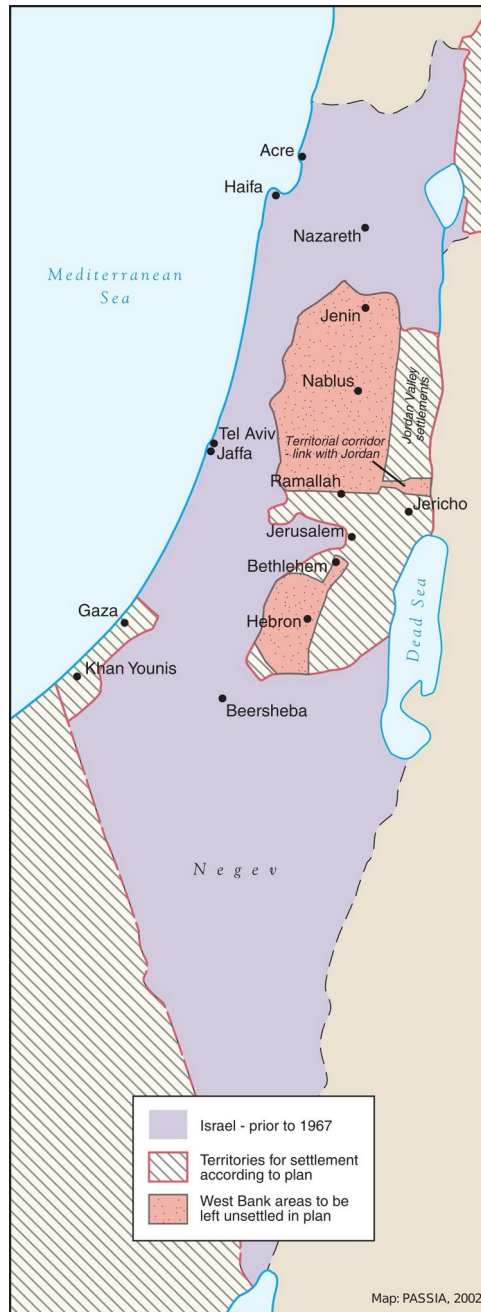 Acre
Haifa
Nazareth
Mediterranean
Sea
Jenin
Nablus
Jordan Valley
settlements
Tel Aviv
Jaffa
Territorial corridor
- link with Jordan
Ramallah
Jericho
Jerusalem
Bethlehem
Gaza
Hebron
Dead Sea
Khan Younis
Beersheba
Negev
Israel - prior to 1967
Territories for settlement
according to plan
West Bank areas to be
left unsettled in plan
Map: PASSIA, 2002